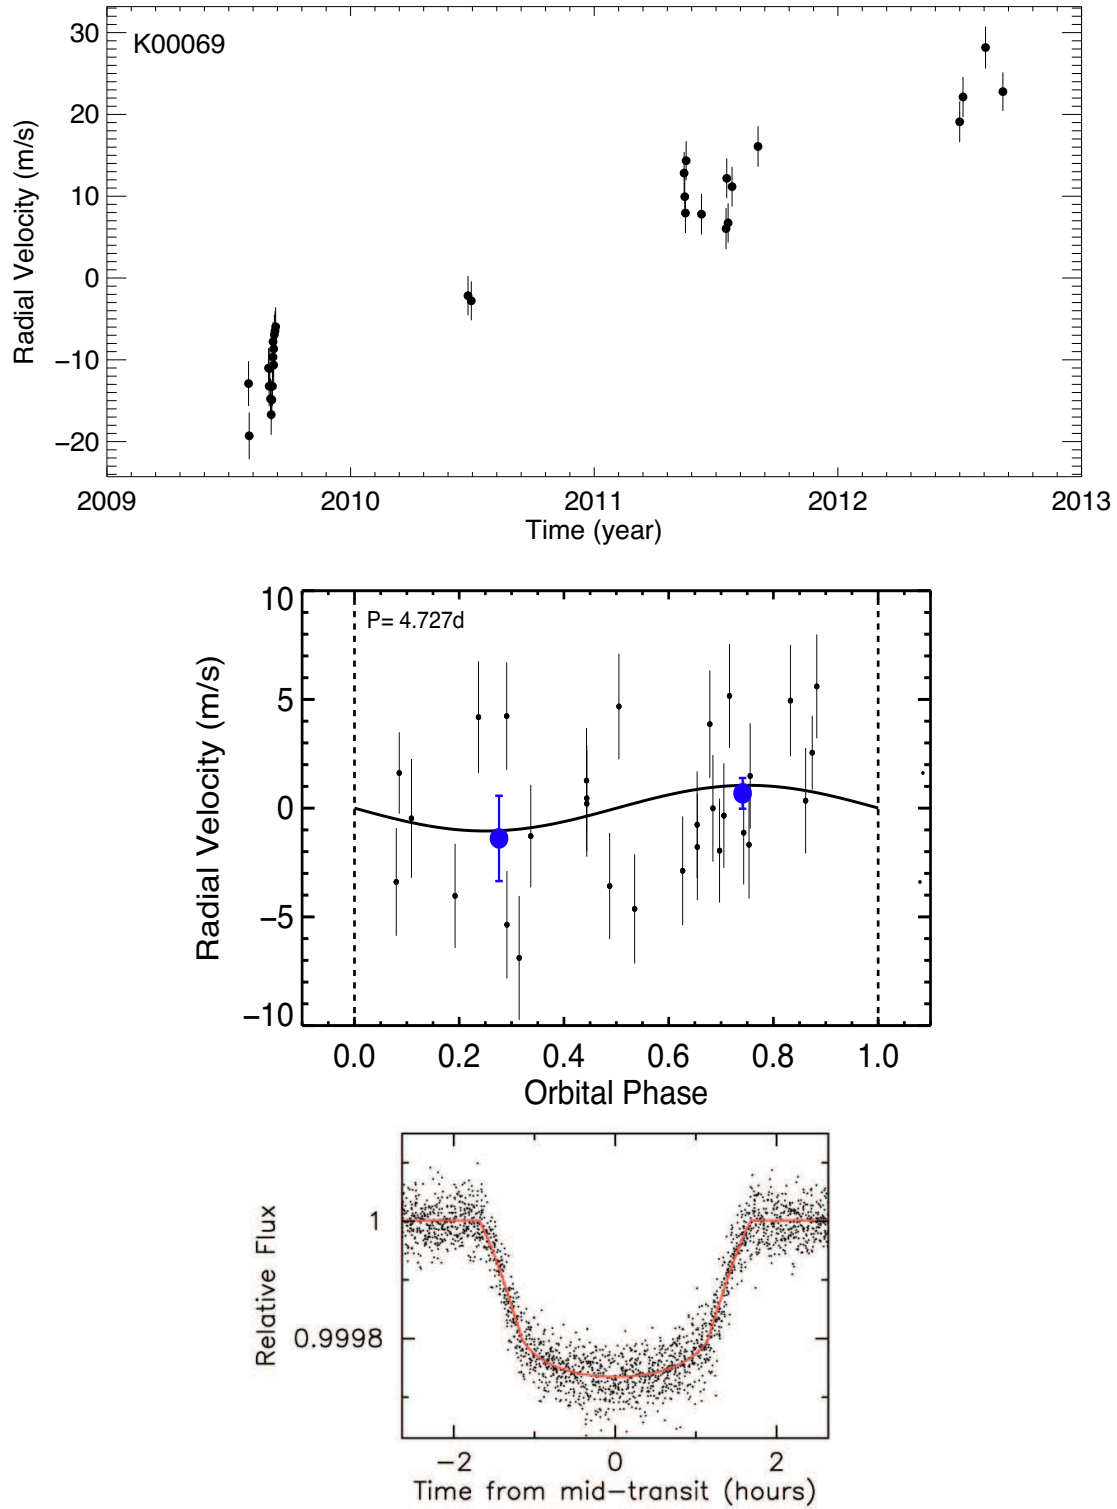 K00069
30
20
10
0
−10
−20
Radial Velocity (m/s)
2009 2010 2011 2012 2013
Time (year)
P= 4.727d
10
5
0
−5
−10
Radial Velocity (m/s)
0.0 0.2 0.4 0.6 0.8 1.0
Orbital Phase
1
0.9998
Relative Flux
−2 0 2
Time from mid−transit (hours)